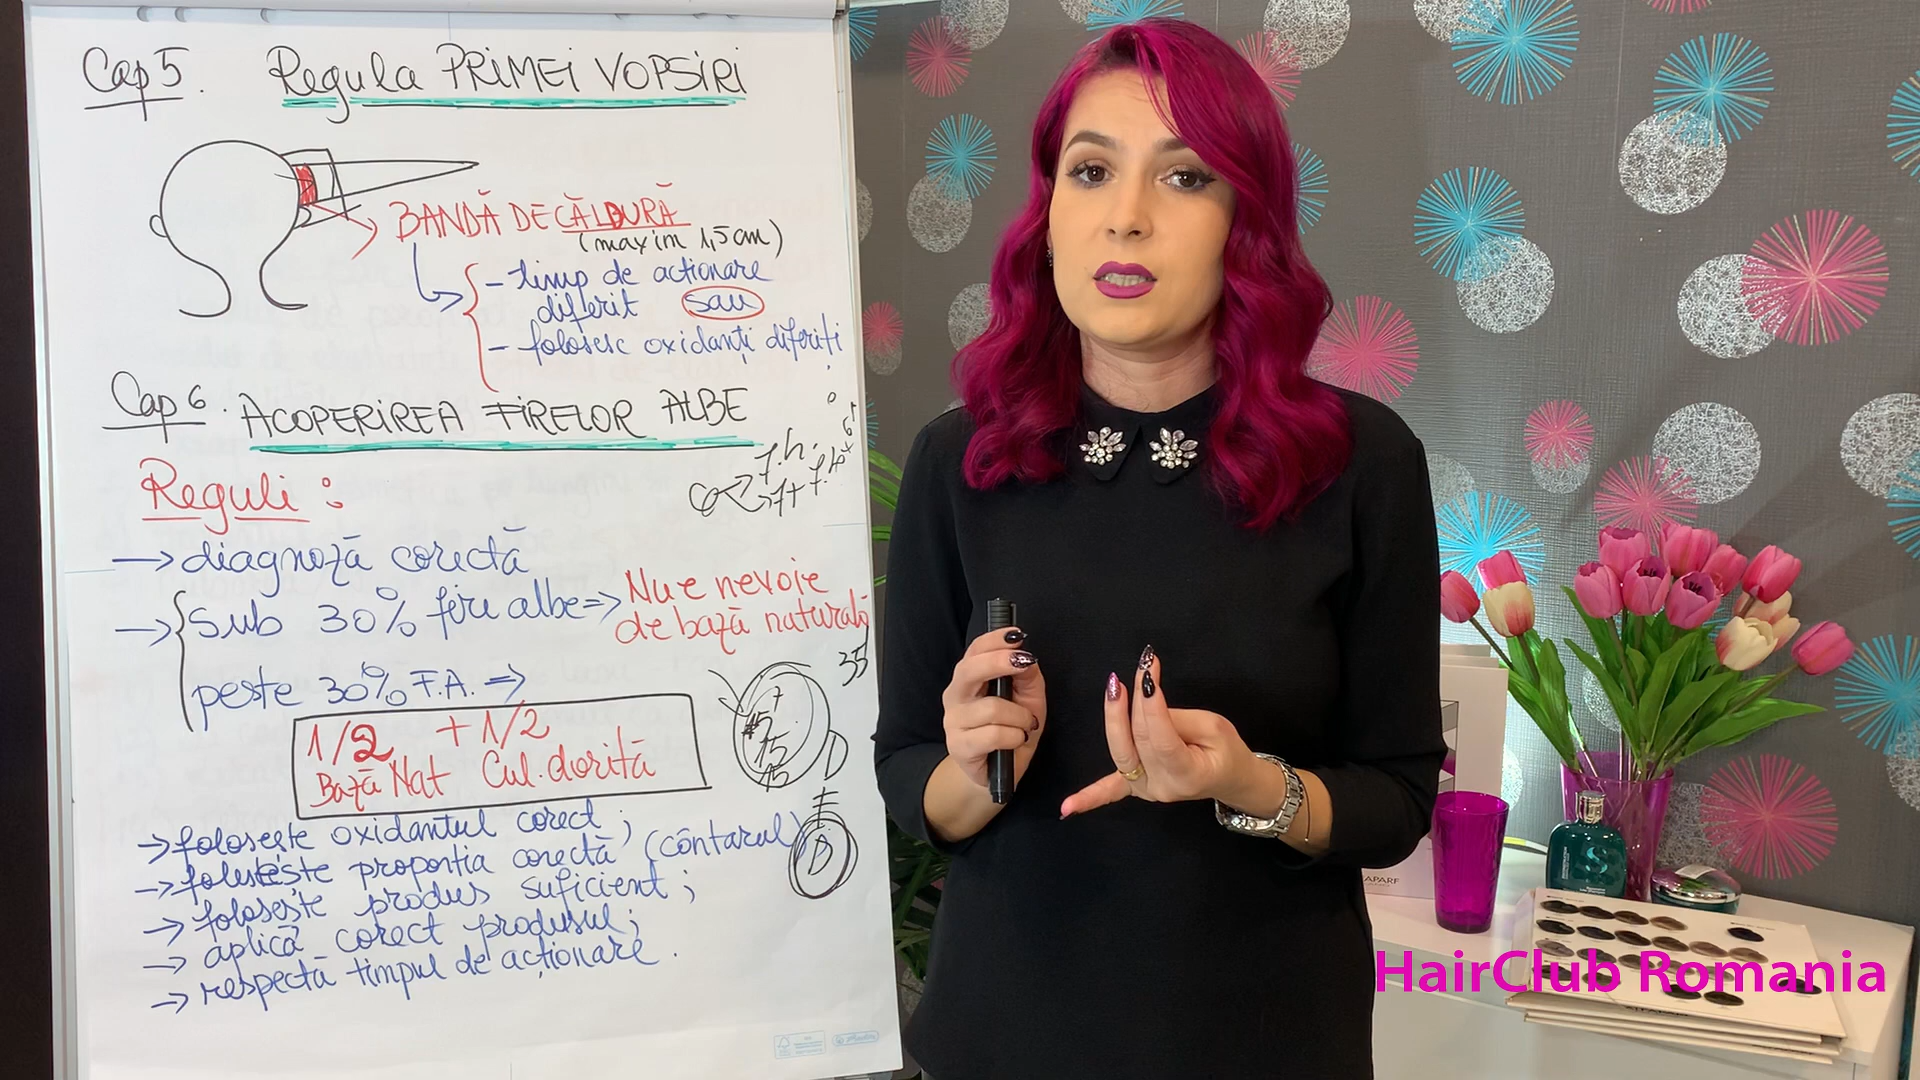 Cap 5. Regula PRIMEI VOPSIRI
BANDĂ DE CĂLDURĂ
(maxim 1,5 cm)
- timp de acționare
diferit sau
- folosesc oxidanți diferiți
Cap 6. ACOPERIREA FIRELOR ALBE
Reguli:
→ diagnoză corectă
→ Sub 30% fire albe => Nu e nevoie
de bază naturală
peste 30% F.A. =>
1/2 + 1/2
Bază Nat Cul. dorită
35
→ folosește oxidantul corect;
→ folosește proporția corectă (cântarul)
→ folosește produs suficient;
→ aplică corect produsul;
→ respectă timpul de acționare.
HairClub Romania